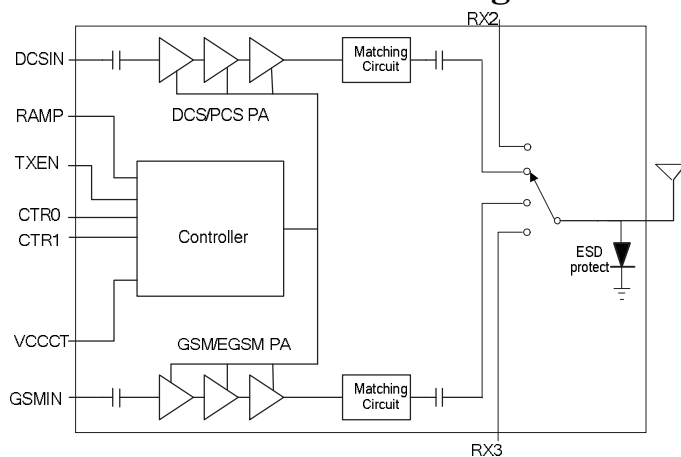 RX2
DCSIN
Matching
Circuit
RAMP
DCS/PCS PA
TXEN
CTR0
CTR1
Controller
ESD
protect
VCCCT
GSM/EGSM PA
GSMIN
Matching
Circuit
RX3